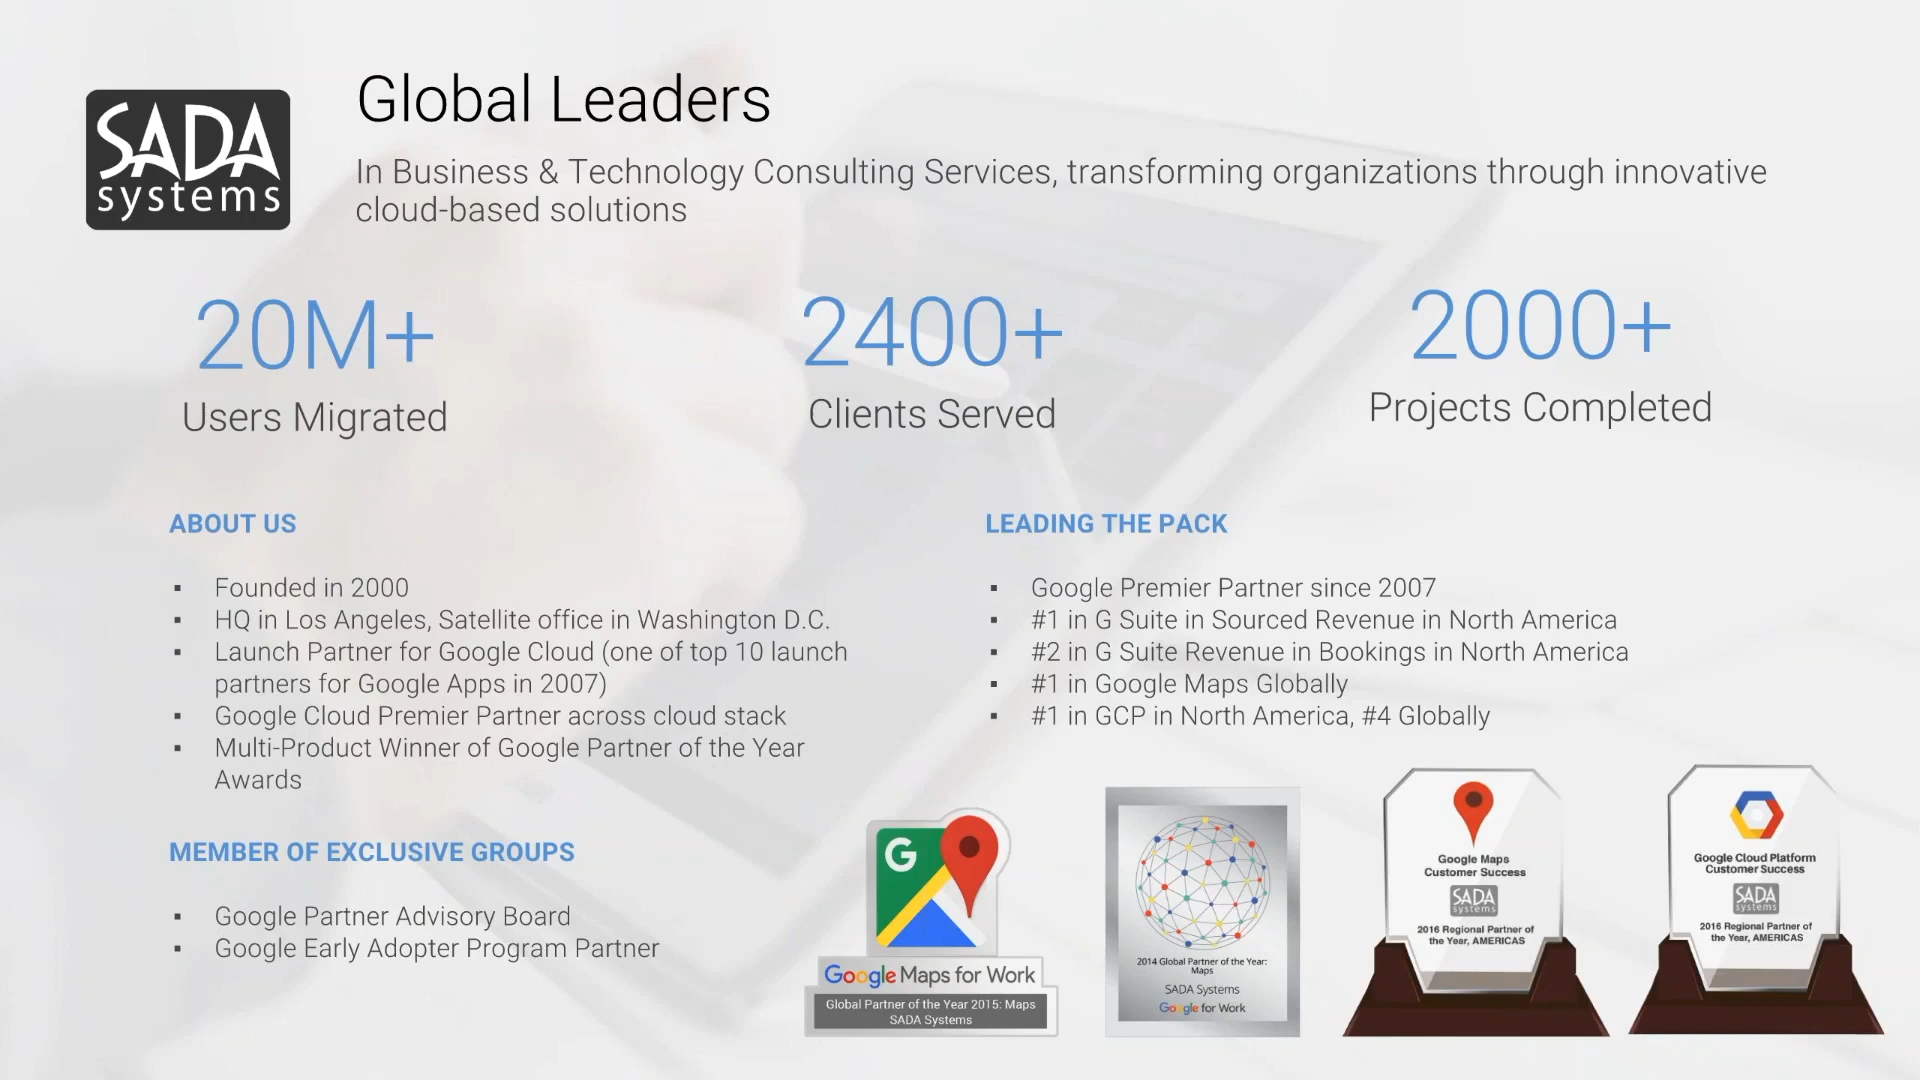 SADA
systems
Global Leaders
In Business & Technology Consulting Services, transforming organizations through innovative
cloud-based solutions
20M+
Users Migrated
2400+
Clients Served
2000+
Projects Completed
ABOUT US
▪ Founded in 2000
▪ HQ in Los Angeles, Satellite office in Washington D.C.
▪ Launch Partner for Google Cloud (one of top 10 launch
partners for Google Apps in 2007)
▪ Google Cloud Premier Partner across cloud stack
▪ Multi-Product Winner of Google Partner of the Year
Awards
MEMBER OF EXCLUSIVE GROUPS
▪ Google Partner Advisory Board
▪ Google Early Adopter Program Partner
LEADING THE PACK
▪ Google Premier Partner since 2007
▪ #1 in G Suite in Sourced Revenue in North America
▪ #2 in G Suite Revenue in Bookings in North America
▪ #1 in Google Maps Globally
▪ #1 in GCP in North America, #4 Globally
G
Google Maps for Work
Global Partner of the Year 2015: Maps
SADA Systems
2014 Global Partner of the Year:
Maps
SADA Systems
Google for Work
Google Maps
Customer Success
SADA
systems
2016 Regional Partner of
the Year, AMERICAS
Google Cloud Platform
Customer Success
SADA
systems
2016 Regional Partner of
the Year, AMERICAS